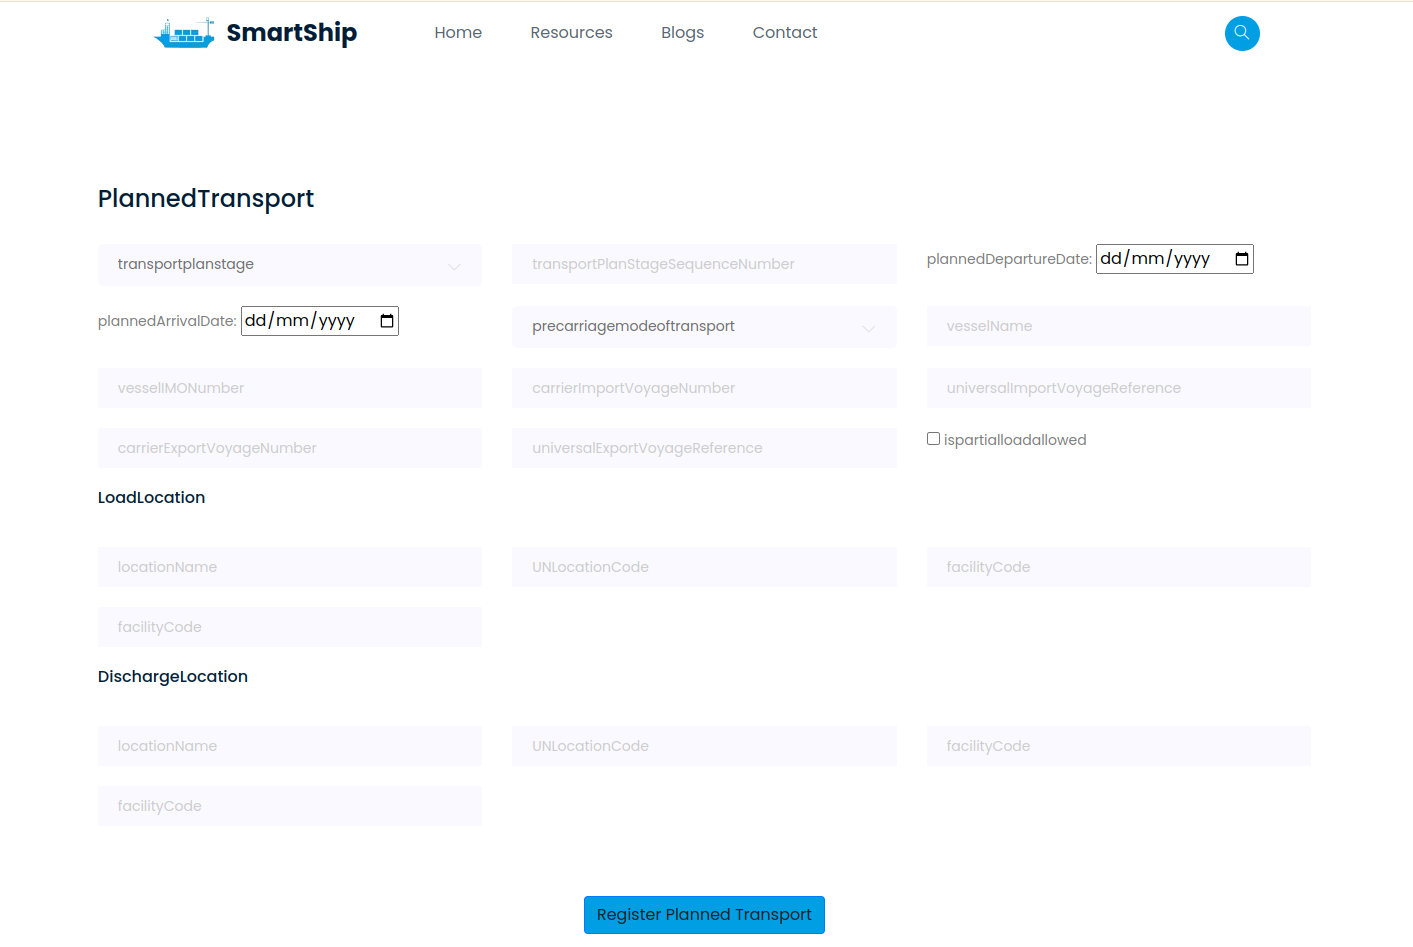 SmartShip Home Resources Blogs Contact
PlannedTransport
transportplanstage transportPlanStageSequenceNumber plannedDepartureDate: dd/mm/yyyy
plannedArrivalDate: dd/mm/yyyy precarriagemodeoftransport vesselName
vesselIMONumber carrierImportVoyageNumber universalImportVoyageReference
carrierExportVoyageNumber universalExportVoyageReference ispartialloadallowed
LoadLocation
locationName UNLocationCode facilityCode
facilityCode
DischargeLocation
locationName UNLocationCode facilityCode
facilityCode
Register Planned Transport